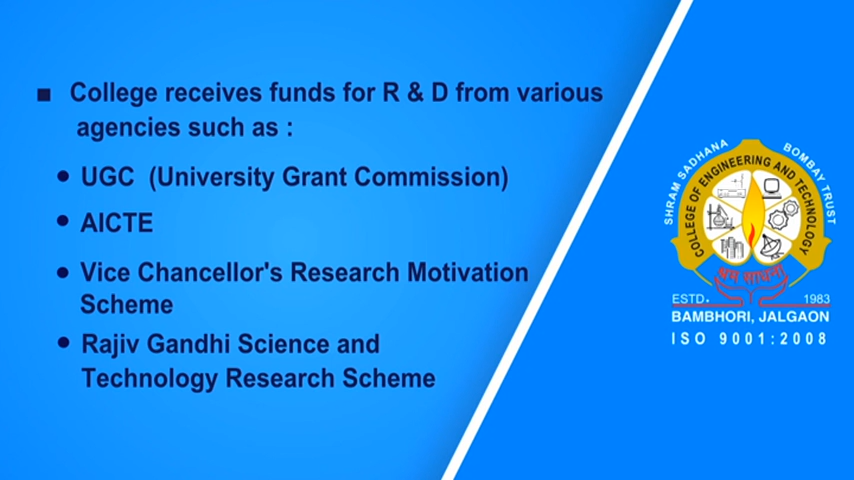 College receives funds for R & D from various
agencies such as :
UGC (University Grant Commission)
AICTE
Vice Chancellor's Research Motivation
Scheme
Rajiv Gandhi Science and
Technology Research Scheme
SHRAM SADHANA BOMBAY TRUST
COLLEGE OF ENGINEERING AND TECHNOLOGY
श्रम साधना
ESTD. 1983
BAMBHORI, JALGAON
ISO 9001:2008